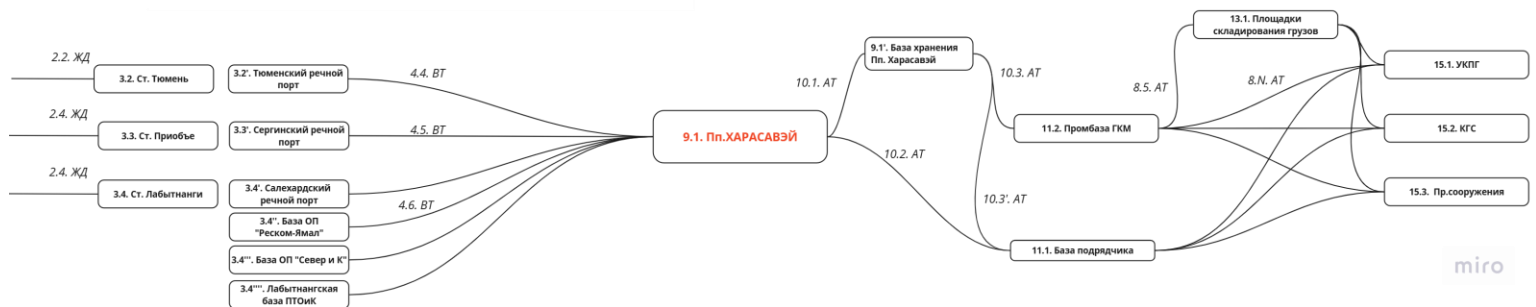 2.2. ЖД
3.2. Ст. Тюмень
3.2'. Тюменский речной
порт
4.4. ВТ
2.4. ЖД
3.3. Ст. Приобье
3.3'. Сергинский речной
порт
4.5. ВТ
2.4. ЖД
3.4. Ст. Лабытнанги
3.4'. Салехардский
речной порт
4.6. ВТ
3.4''. База ОП
"Реском-Ямал"
3.4'''. База ОП "Север и К"
3.4''''. Лабытнангская
база ПТОиК
9.1. Пп.ХАРАСАВЭЙ
10.1. АТ
9.1'. База хранения
Пп. Харасавэй
10.2. АТ
10.3. АТ
10.3'. АТ
11.2. Промбаза ГКМ
11.1. База подрядчика
8.5. АТ
13.1. Площадки
складирования грузов
8.N. АТ
15.1. УКПГ
15.2. КГС
15.3. Пр.сооружения
miro